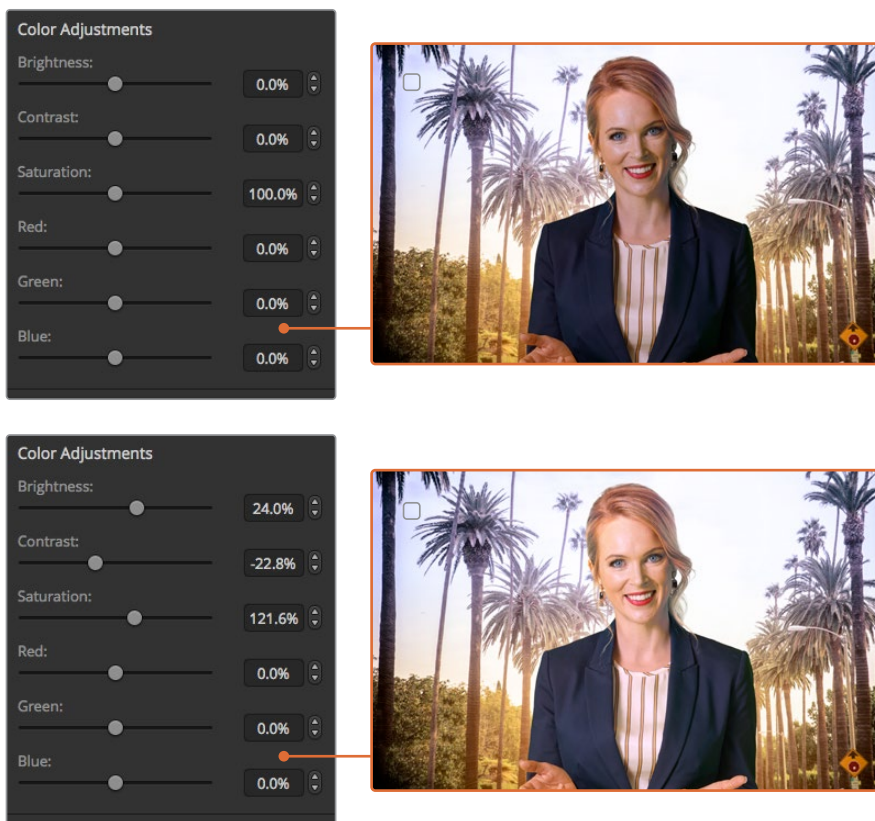 Color Adjustments
Brightness:
0.0%
Contrast:
0.0%
Saturation:
100.0%
Red:
0.0%
Green:
0.0%
Blue:
0.0%
Color Adjustments
Brightness:
24.0%
Contrast:
-22.8%
Saturation:
121.6%
Red:
0.0%
Green:
0.0%
Blue:
0.0%